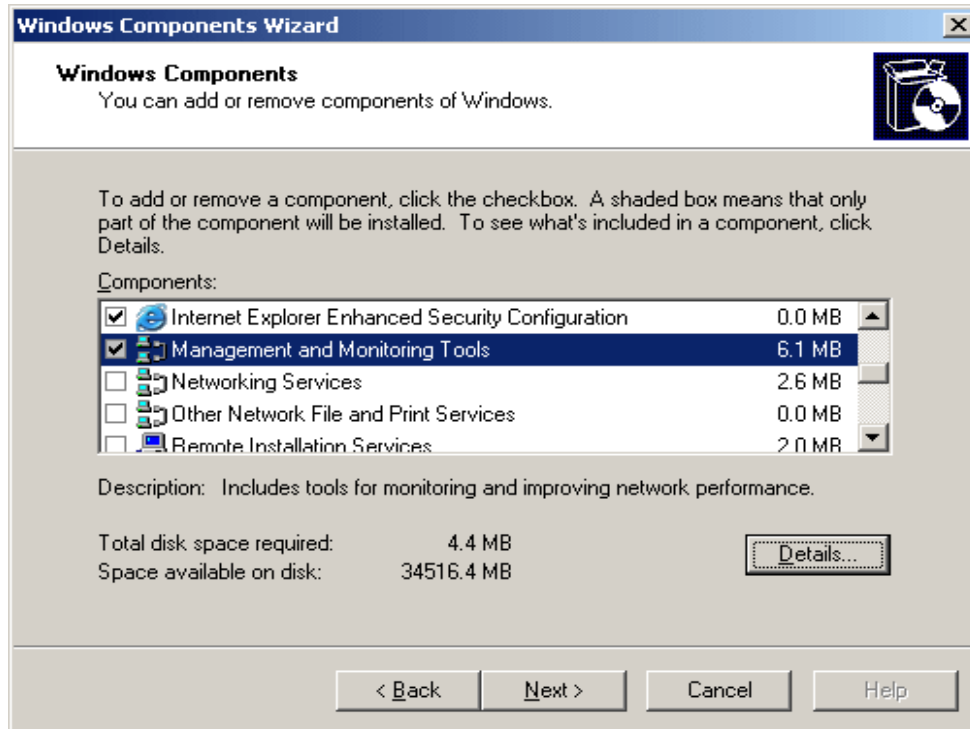 Windows Components Wizard
Windows Components
You can add or remove components of Windows.
To add or remove a component, click the checkbox. A shaded box means that only
part of the component will be installed. To see what's included in a component, click
Details.
Components:
Internet Explorer Enhanced Security Configuration 0.0 MB
Management and Monitoring Tools 6.1 MB
Networking Services 2.6 MB
Other Network File and Print Services 0.0 MB
Remote Installation Services 2.0 MB
Description: Includes tools for monitoring and improving network performance.
Total disk space required: 4.4 MB
Space available on disk: 34516.4 MB
Details...
< Back Next > Cancel Help